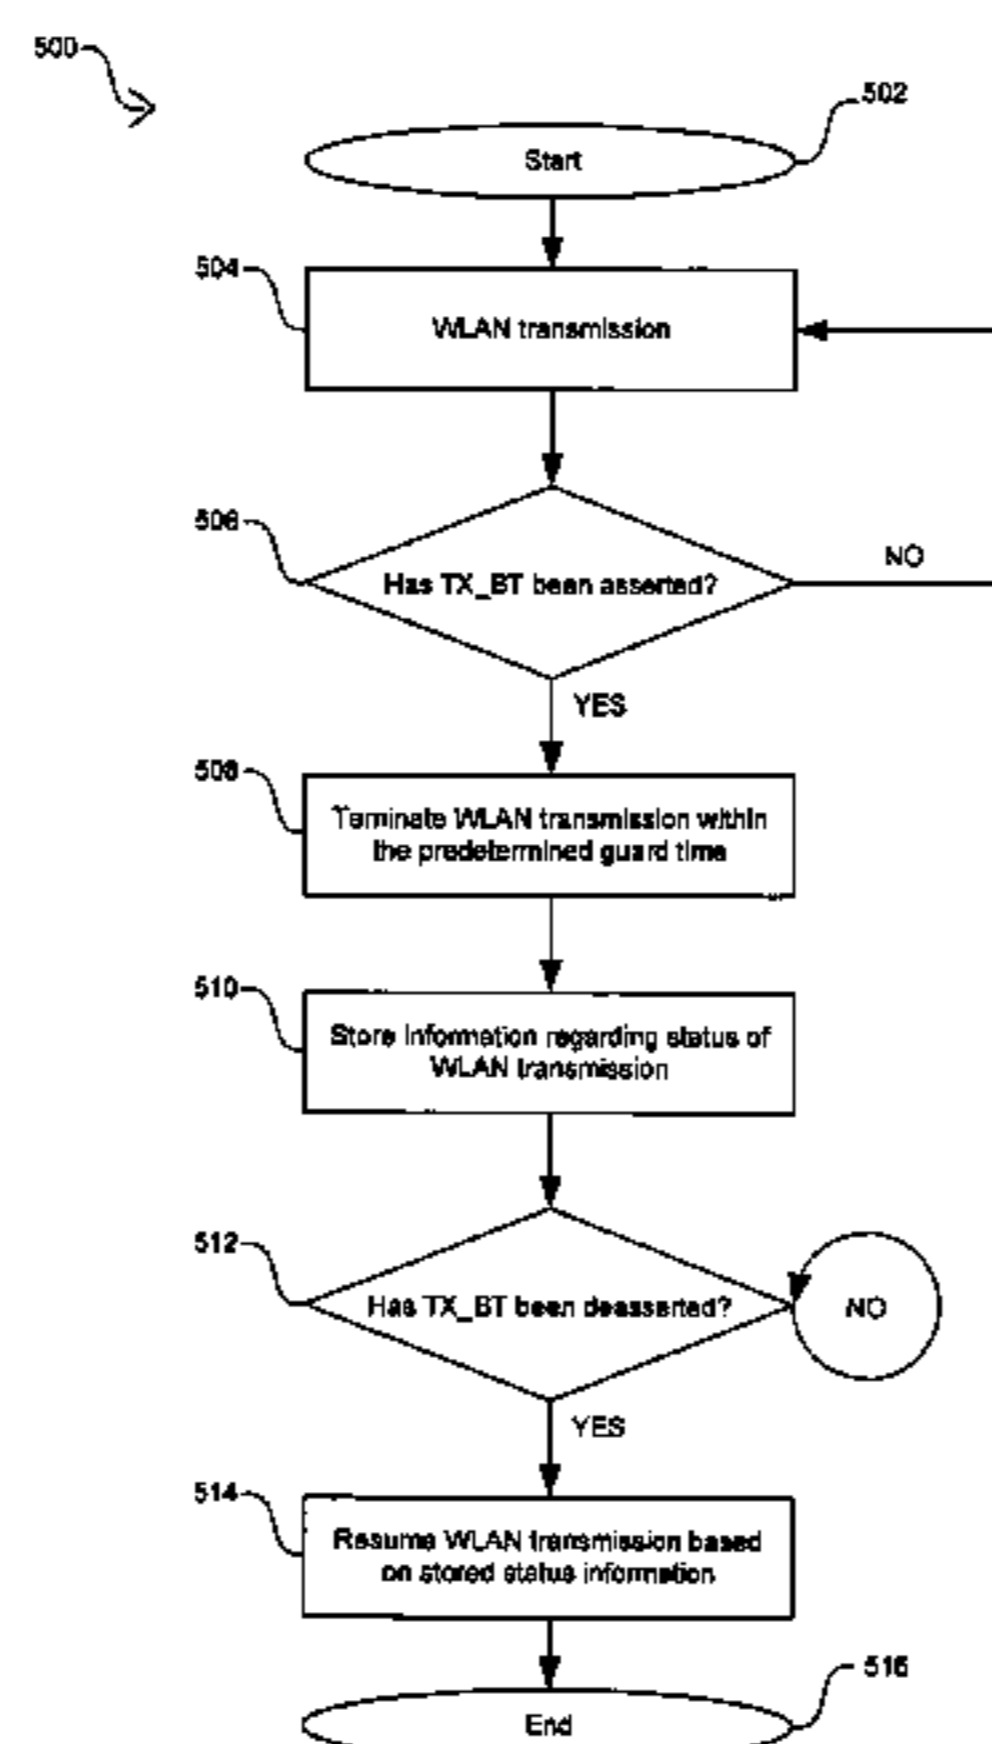 500
502
Start
504
WLAN transmission
506
Has TX_BT been asserted?
NO
YES
508
Terminate WLAN transmission within
the predetermined guard time
510
Store information regarding status of
WLAN transmission
512
Has TX_BT been deasserted?
NO
YES
514
Resume WLAN transmission based
on stored status information
516
End